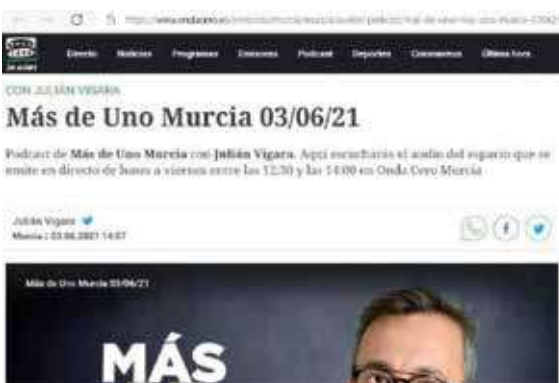 Directo Noticias Programas Emisoras Podcast Deportes Coronavirus Última hora
CON JULIÁN VIGARA
Más de Uno Murcia 03/06/21
Podcast de Más de Uno Murcia con Julián Vigara. Aquí escucharás el audio del espacio que se
emite en directo de lunes a viernes entre las 12:30 y las 14:00 en Onda Cero Murcia
Julián Vigara
Murcia | 03.06.2021 14:07
Más de Uno Murcia 03/06/21
MÁS